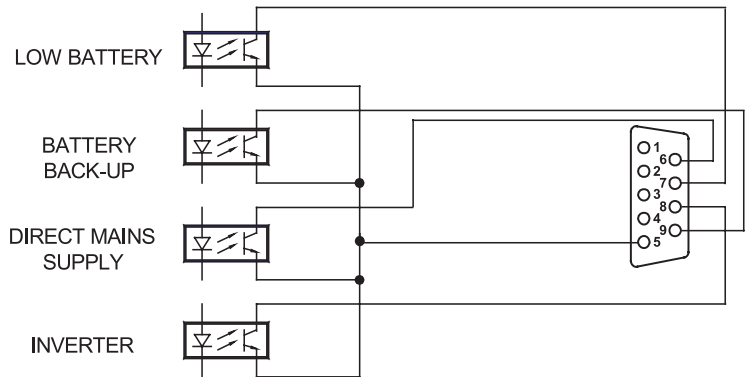 LOW BATTERY
BATTERY
BACK-UP
DIRECT MAINS
SUPPLY
INVERTER
1
6
2
7
3
8
4
9
5